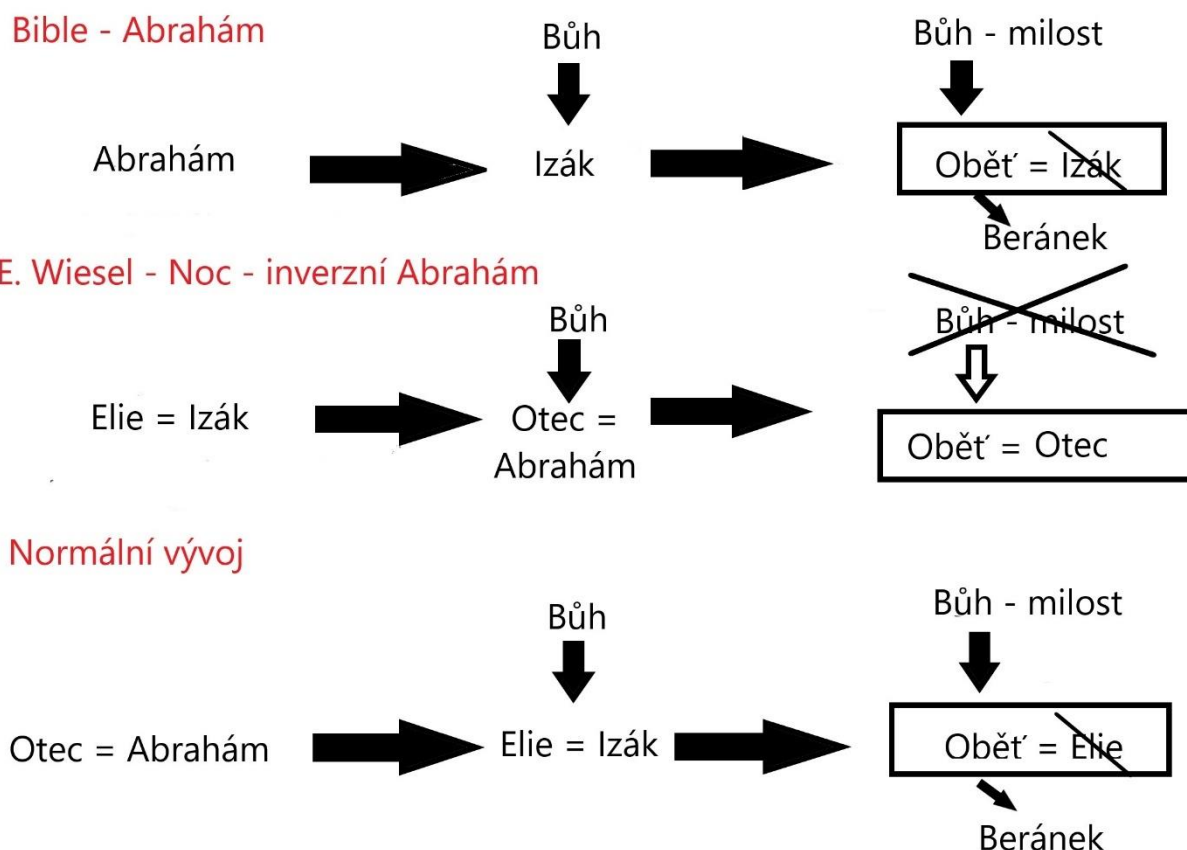 Bible - Abrahám
Bůh
Bůh - milost
Abrahám
Izák
Oběť = Izák
Beránek
E. Wiesel - Noc - inverzní Abrahám
Bůh
Bůh - milost
Elie = Izák
Otec =
Abrahám
Oběť = Otec
Normální vývoj
Bůh
Bůh - milost
Otec = Abrahám
Elie = Izák
Oběť = Elie
Beránek